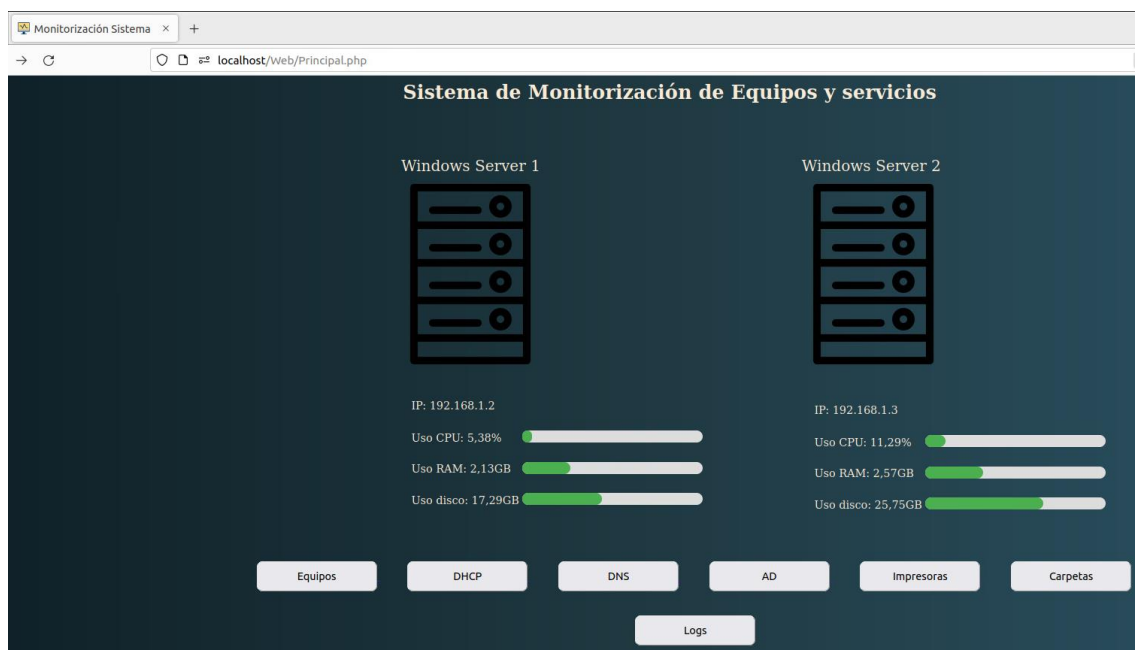 Monitorización Sistema × +
localhost/Web/Principal.php
Sistema de Monitorización de Equipos y servicios
Windows Server 1
IP: 192.168.1.2
Uso CPU: 5,38%
Uso RAM: 2,13GB
Uso disco: 17,29GB
Windows Server 2
IP: 192.168.1.3
Uso CPU: 11,29%
Uso RAM: 2,57GB
Uso disco: 25,75GB
Equipos
DHCP
DNS
AD
Impresoras
Carpetas
Logs